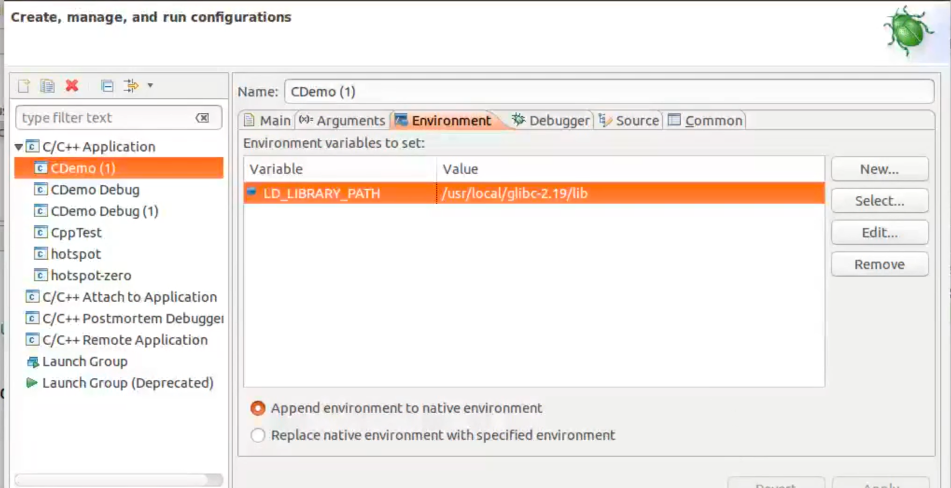 Create, manage, and run configurations
Name: CDemo (1)
type filter text
Main Arguments Environment Debugger Source Common
Environment variables to set:
C/C++ Application
CDemo (1)
CDemo Debug
CDemo Debug (1)
CppTest
hotspot
hotspot-zero
C/C++ Attach to Application
C/C++ Postmortem Debugger
C/C++ Remote Application
Launch Group
Launch Group (Deprecated)
Variable Value
LD_LIBRARY_PATH /usr/local/glibc-2.19/lib
New...
Select...
Edit...
Remove
Append environment to native environment
Replace native environment with specified environment